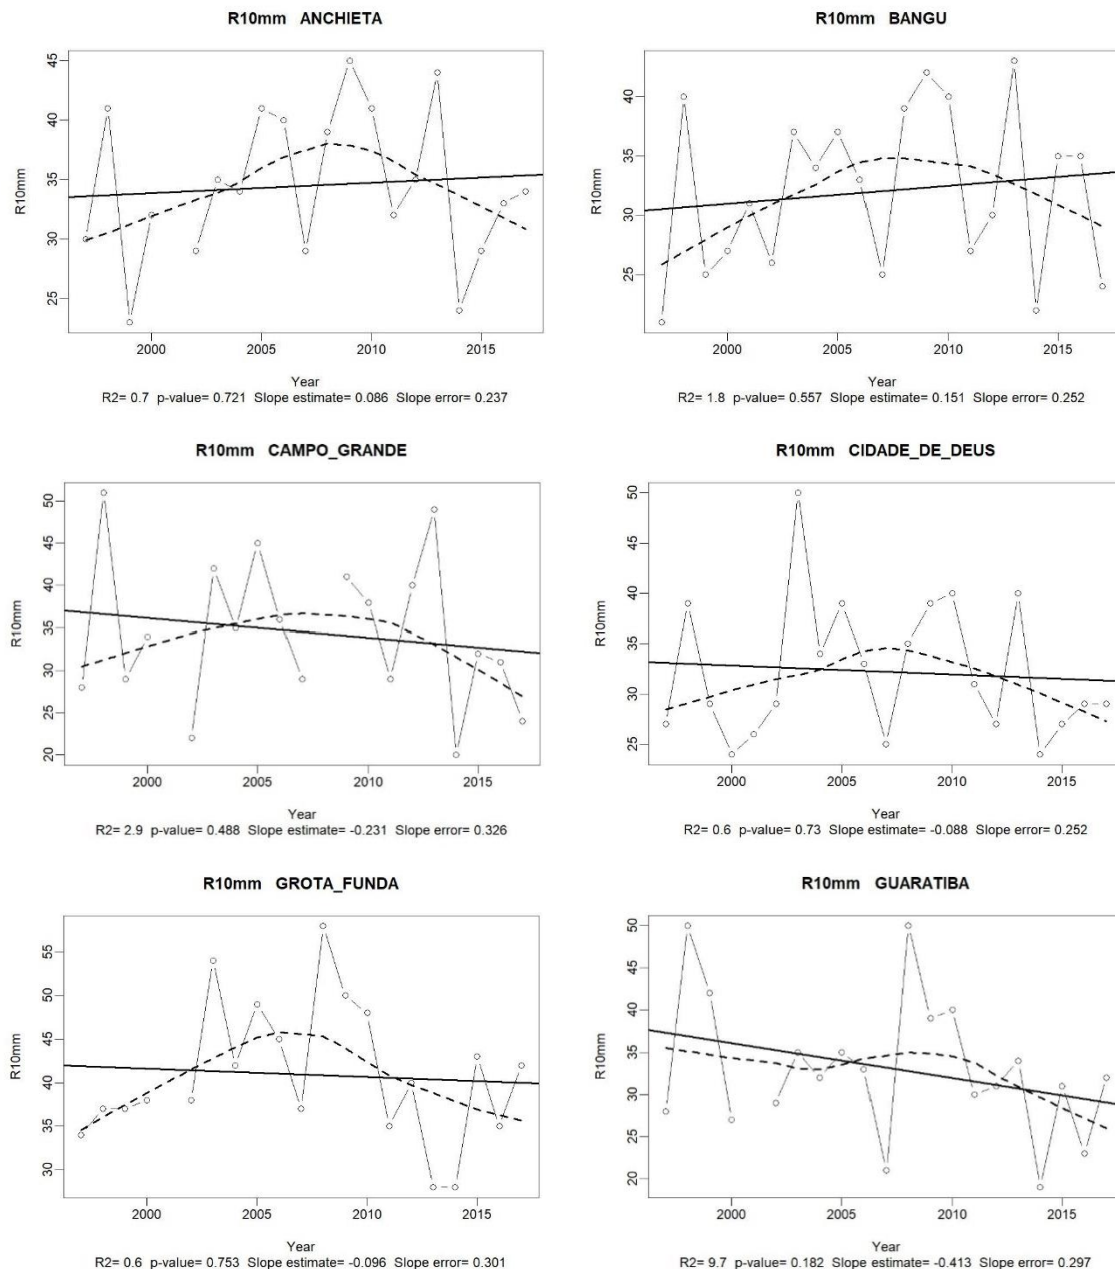 R10mm ANCHIETA
45
40
35
30
25
R10mm
2000 2005 2010 2015
Year
R2= 0.7 p-value= 0.721 Slope estimate= 0.086 Slope error= 0.237
R10mm BANGU
40
35
30
25
R10mm
2000 2005 2010 2015
Year
R2= 1.8 p-value= 0.557 Slope estimate= 0.151 Slope error= 0.252
R10mm CAMPO_GRANDE
50
45
40
35
30
25
20
R10mm
2000 2005 2010 2015
Year
R2= 2.9 p-value= 0.488 Slope estimate= -0.231 Slope error= 0.326
R10mm CIDADE_DE_DEUS
50
45
40
35
30
25
R10mm
2000 2005 2010 2015
Year
R2= 0.6 p-value= 0.73 Slope estimate= -0.088 Slope error= 0.252
R10mm GROTA_FUNDA
55
50
45
40
35
30
R10mm
2000 2005 2010 2015
Year
R2= 0.6 p-value= 0.753 Slope estimate= -0.096 Slope error= 0.301
R10mm GUARATIBA
50
45
40
35
30
25
20
R10mm
2000 2005 2010 2015
Year
R2= 9.7 p-value= 0.182 Slope estimate= -0.413 Slope error= 0.297